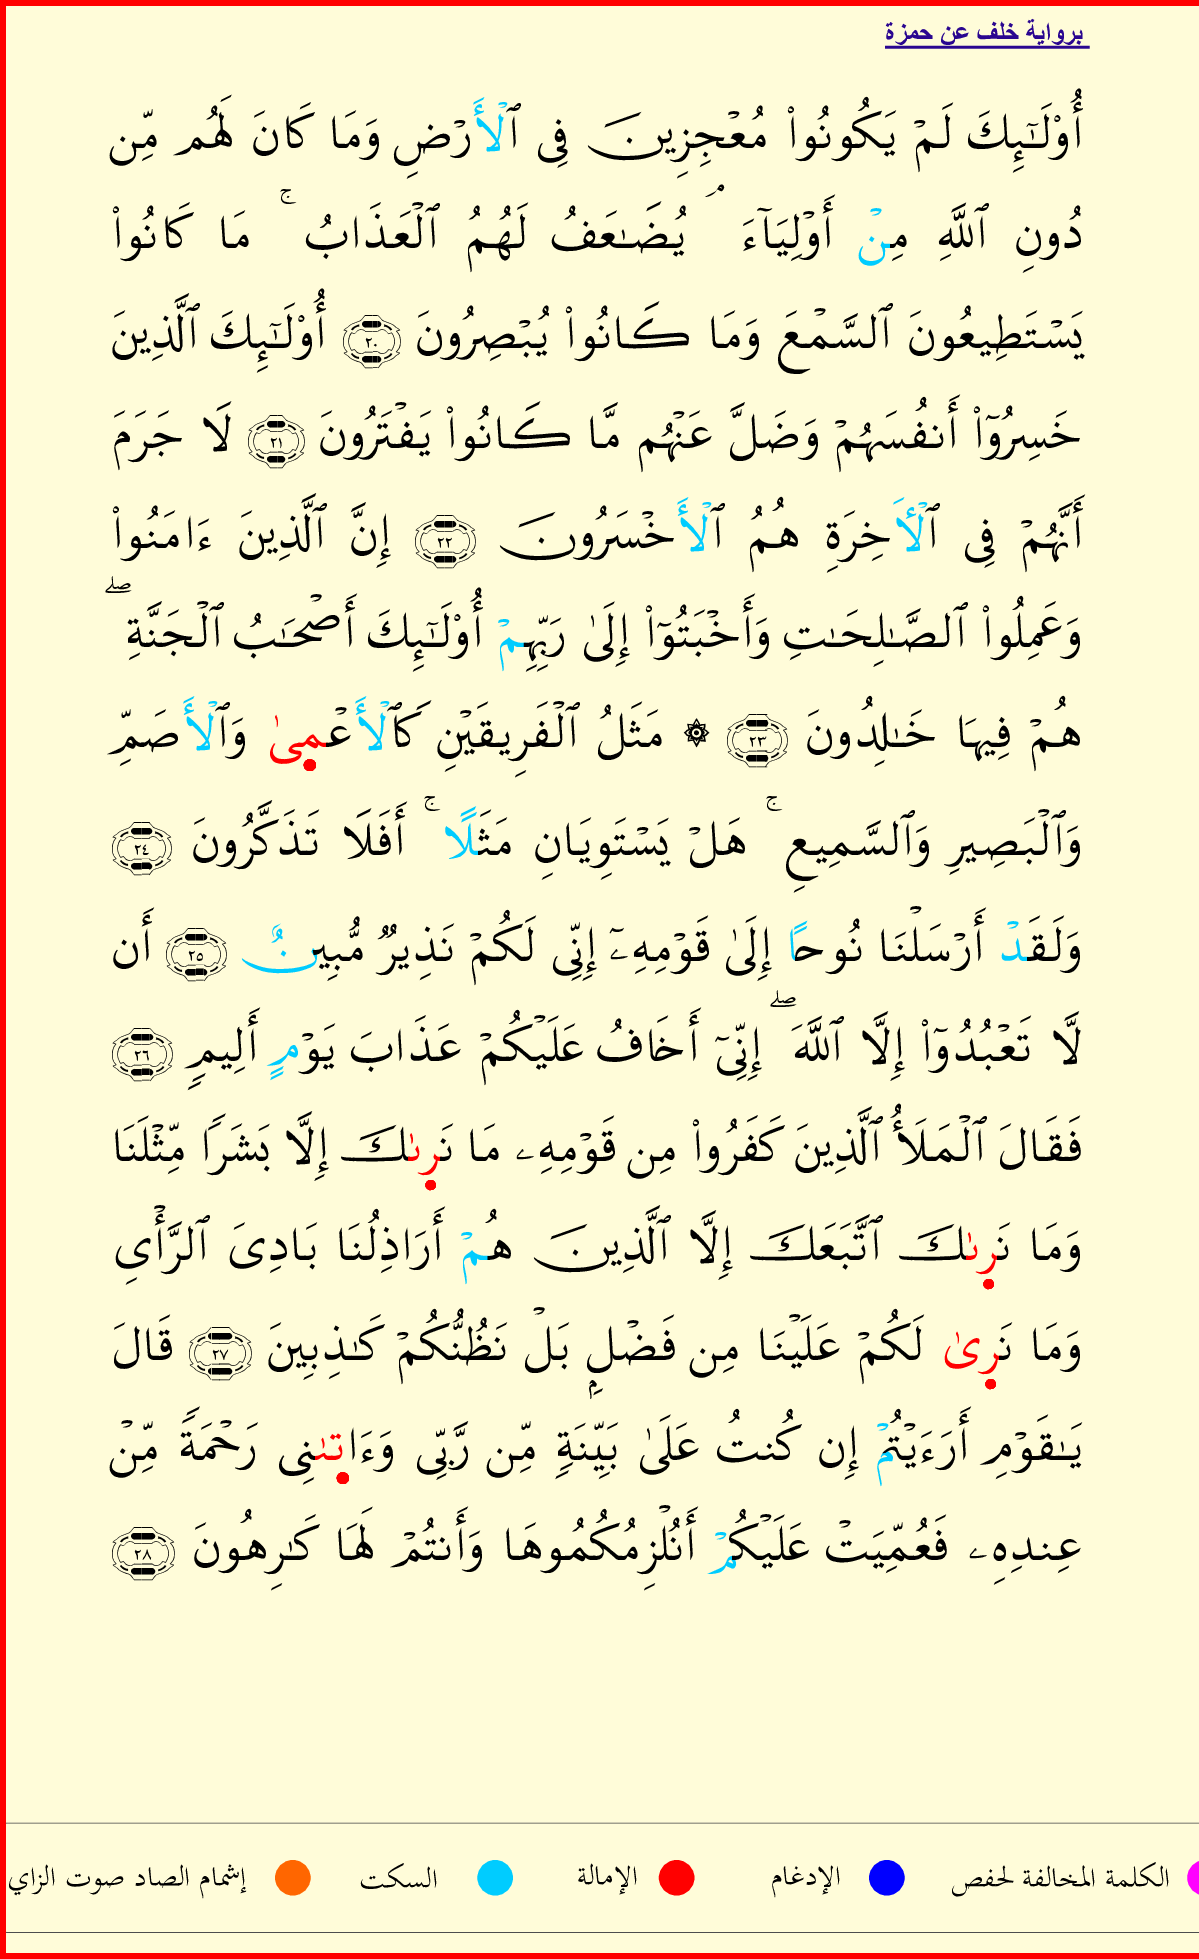 برواية خلف عن حمزة
أُوْلَـٰٓئِكَ لَمْ يَكُونُوا۟ مُعْجِزِينَ فِى ٱلْأَرْضِ وَمَا كَانَ لَهُم مِّن
دُونِ ٱللَّهِ مِنْ أَوْلِيَآءَ ۘ يُضَـٰعَفُ لَهُمُ ٱلْعَذَابُ ۚ مَا كَانُوا۟
يَسْتَطِيعُونَ ٱلسَّمْعَ وَمَا كَانُوا۟ يُبْصِرُونَ ٢٠ أُوْلَـٰٓئِكَ ٱلَّذِينَ
خَسِرُوٓا۟ أَنفُسَهُمْ وَضَلَّ عَنْهُم مَّا كَانُوا۟ يَفْتَرُونَ ٢١ لَا جَرَمَ
أَنَّهُمْ فِى ٱلْأَخِرَةِ هُمُ ٱلْأَخْسَرُونَ ٢٢ إِنَّ ٱلَّذِينَ ءَامَنُوا۟
وَعَمِلُوا۟ ٱلصَّـٰلِحَـٰتِ وَأَخْبَتُوٓا۟ إِلَىٰ رَبِّهِمْ أُوْلَـٰٓئِكَ أَصْحَـٰبُ ٱلْجَنَّةِ ۖ
هُمْ فِيهَا خَـٰلِدُونَ ٢٣ ۞ مَثَلُ ٱلْفَرِيقَيْنِ كَٱلْأَعْمِىٰ وَٱلْأَصَمِّ
وَٱلْبَصِيرِ وَٱلسَّمِيعِ ۚ هَلْ يَسْتَوِيَانِ مَثَلًا ۚ أَفَلَا تَذَكَّرُونَ ٢٤
وَلَقَدْ أَرْسَلْنَا نُوحًا إِلَىٰ قَوْمِهِۦٓ إِنِّى لَكُمْ نَذِيرٌ مُّبِينٌ ٢٥ أَن
لَّا تَعْبُدُوٓا۟ إِلَّا ٱللَّهَ ۖ إِنِّىٓ أَخَافُ عَلَيْكُمْ عَذَابَ يَوْمٍ أَلِيمٍ ٢٦
فَقَالَ ٱلْمَلَأُ ٱلَّذِينَ كَفَرُوا۟ مِن قَوْمِهِۦ مَا نَرِىٰكَ إِلَّا بَشَرًا مِّثْلَنَا
وَمَا نَرِىٰكَ ٱتَّبَعَكَ إِلَّا ٱلَّذِينَ هُمْ أَرَاذِلُنَا بَادِىَ ٱلرَّأْىِ
وَمَا نَرِىٰ لَكُمْ عَلَيْنَا مِن فَضْلٍۭ بَلْ نَظُنُّكُمْ كَـٰذِبِينَ ٢٧ قَالَ
يَـٰقَوْمِ أَرَءَيْتُمْ إِن كُنتُ عَلَىٰ بَيِّنَةٍ مِّن رَّبِّى وَءَاتِىٰنِى رَحْمَةً مِّنْ
عِندِهِۦ فَعُمِّيَتْ عَلَيْكُمْ أَنُلْزِمُكُمُوهَا وَأَنتُمْ لَهَا كَـٰرِهُونَ ٢٨
الكلمة المخالفة لحفص الإدغام الإمالة السكت إشمام الصاد صوت الزاي